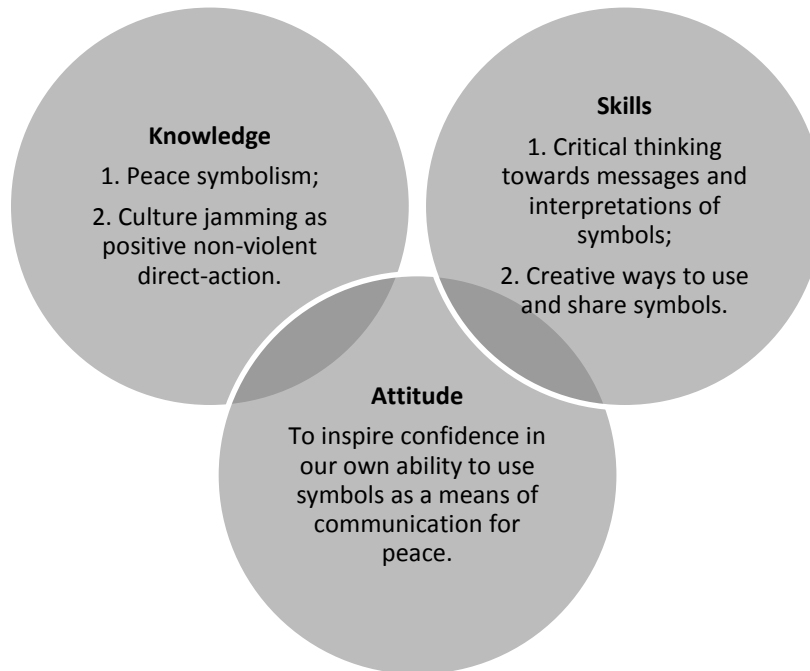 Knowledge
1. Peace symbolism;
2. Culture jamming as
positive non-violent
direct-action.
Skills
1. Critical thinking
towards messages and
interpretations of
symbols;
2. Creative ways to use
and share symbols.
Attitude
To inspire confidence in
our own ability to use
symbols as a means of
communication for
peace.